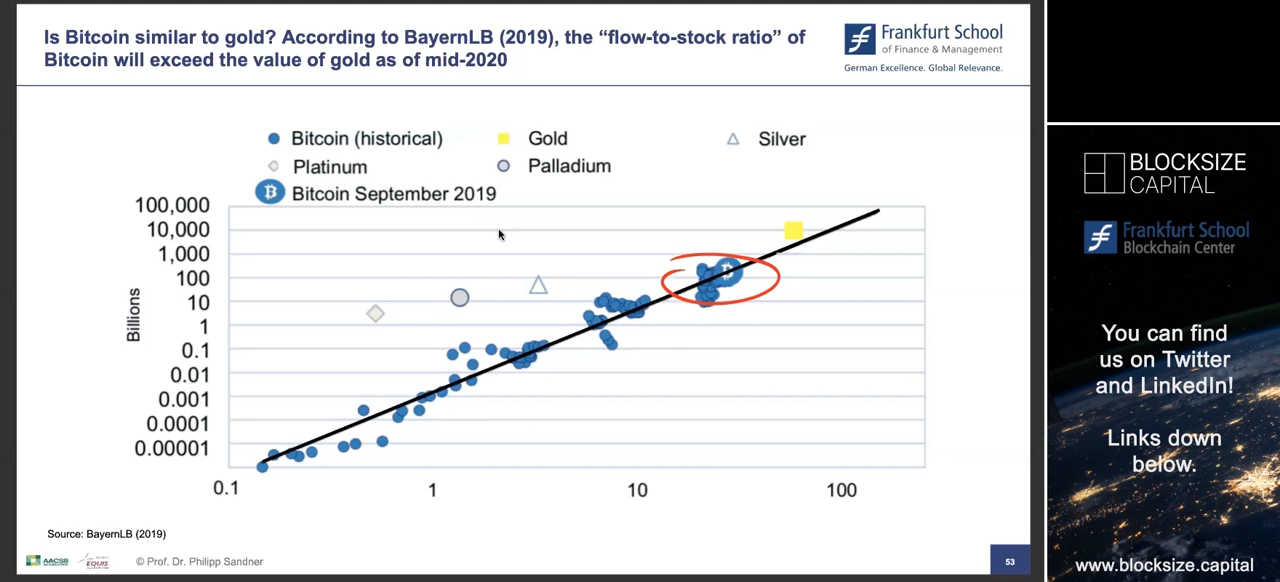 Is Bitcoin similar to gold? According to BayernLB (2019), the “flow-to-stock ratio” of
Bitcoin will exceed the value of gold as of mid-2020
Frankfurt School
of Finance & Management
German Excellence. Global Relevance.
Bitcoin (historical)
Gold
Silver
Platinum
Palladium
Bitcoin September 2019
Billions
100,000
10,000
1,000
100
10
1
0.1
0.01
0.001
0.0001
0.00001
0.1
1
10
100
Source: BayernLB (2019)
AACSB
EQUIS
© Prof. Dr. Philipp Sandner
53
BLOCKSIZE
CAPITAL
Frankfurt School
Blockchain Center
You can find
us on Twitter
and LinkedIn!
Links down
below.
www.blocksize.capital